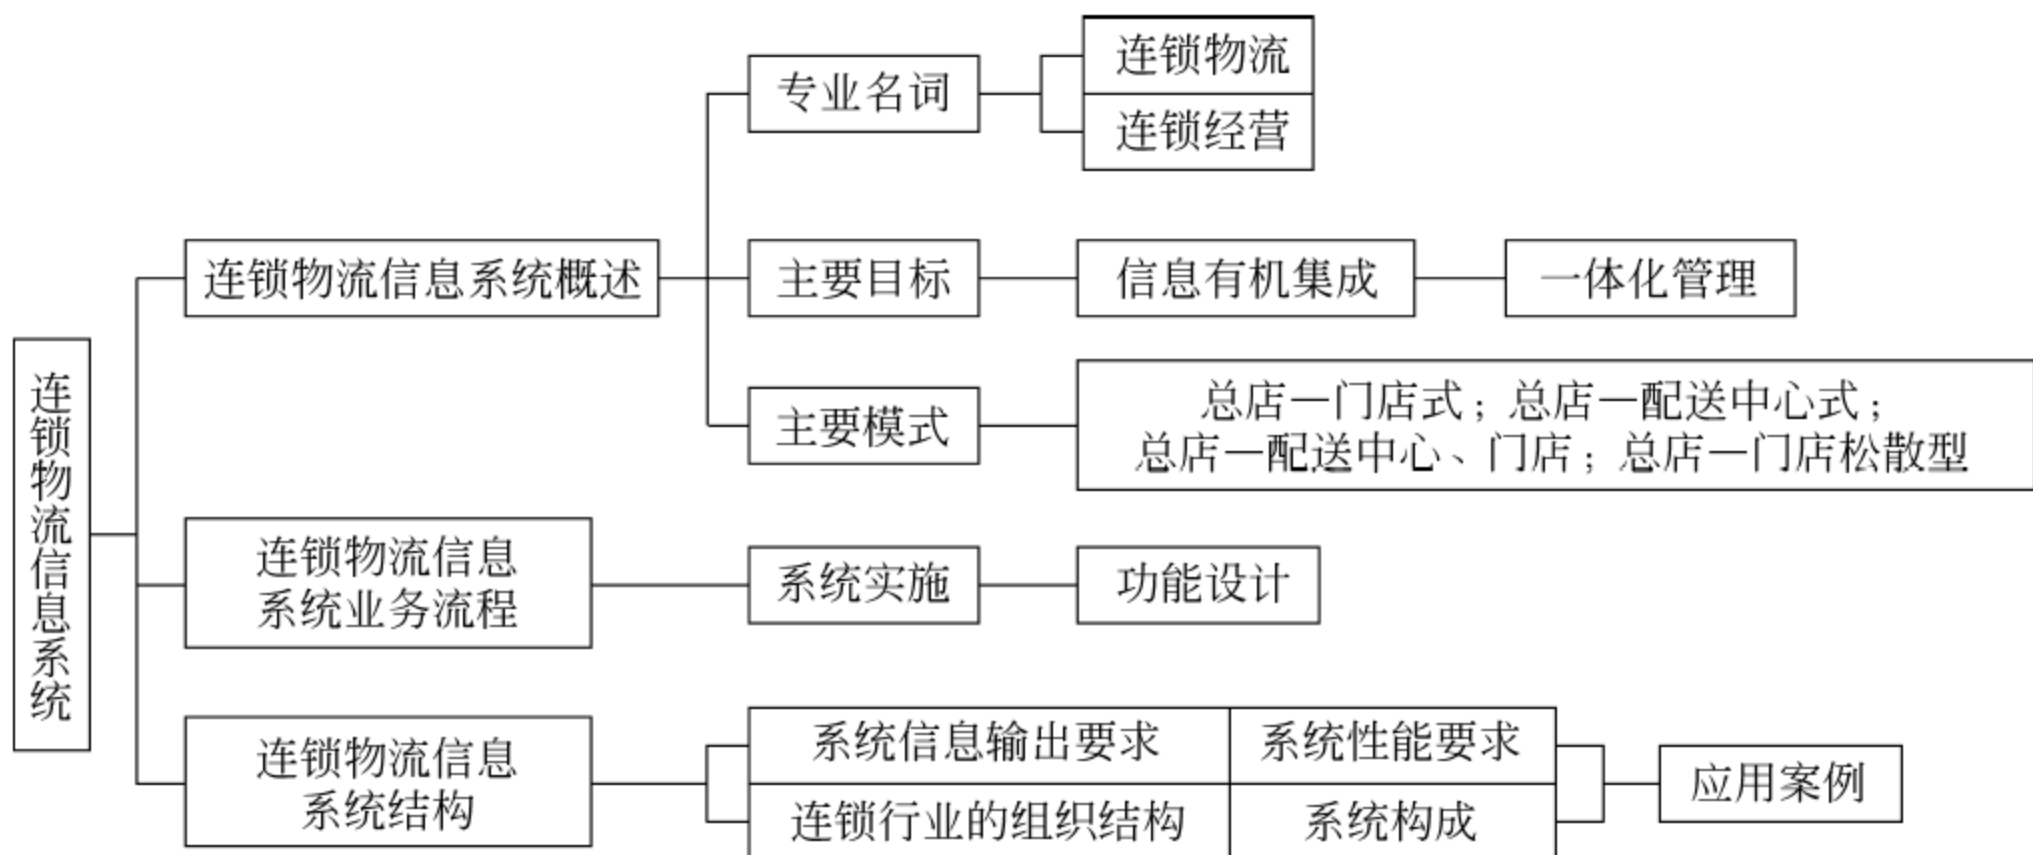 连锁物流信息系统
连锁物流信息系统概述
专业名词
连锁物流
连锁经营
主要目标
信息有机集成
一体化管理
主要模式
总店—门店式；总店—配送中心式；
总店—配送中心、门店；总店—门店松散型
连锁物流信息
系统业务流程
系统实施
功能设计
连锁物流信息
系统结构
系统信息输出要求
系统性能要求
连锁行业的组织结构
系统构成
应用案例